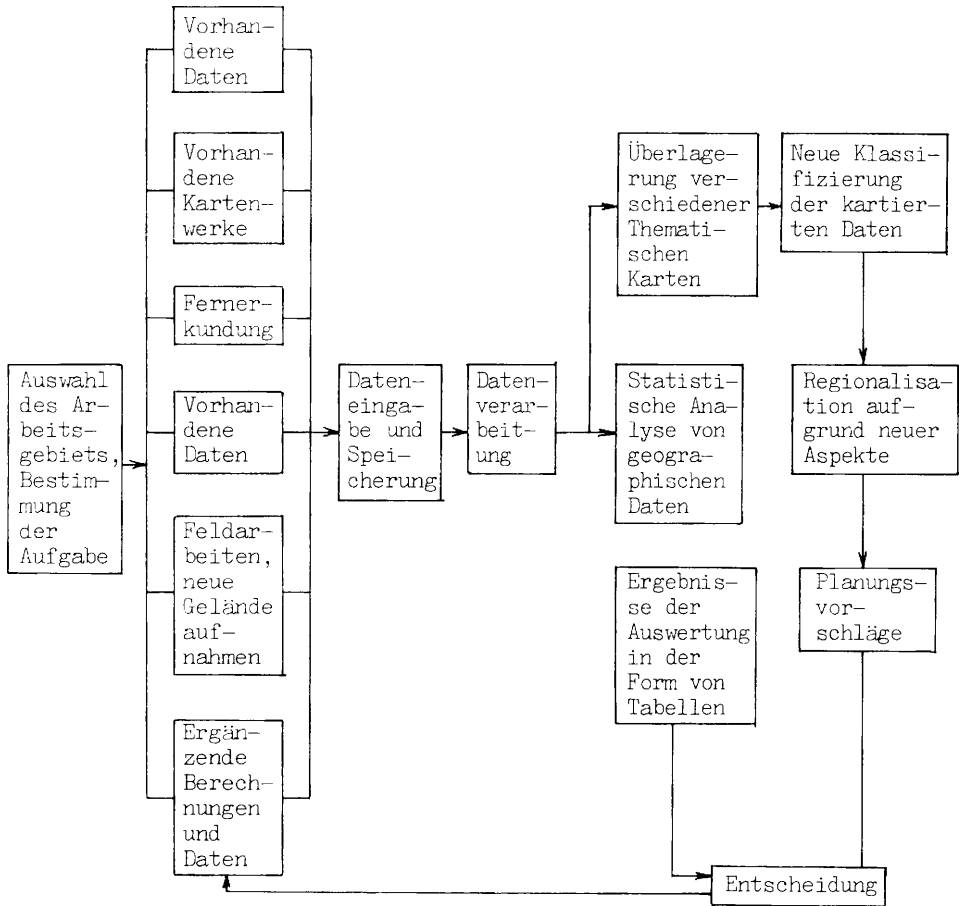 Vorhan-
dene
Daten
Vorhan-
dene
Karten-
werke
Überlage-
rung ver-
schiedener
Themati-
schen
Karten
Neue Klassi-
fizierung
der kartier-
ten Daten
Ferner-
kundung
Auswahl
des Ar-
beits-
gebiets,
Bestim-
mung
der
Aufgabe
Vorhan-
dene
Daten
Daten-
einga-
be und
Spei-
cherung
Daten-
verar-
beit-
ung
Statisti-
sche Ana-
lyse von
geogra-
phischen
Daten
Regionalisa-
tion auf-
grund neuer
Aspekte
Feldar-
beiten,
neue
Gelände
auf-
nahmen
Ergebnis-
se der
Auswertung
in der
Form von
Tabellen
Planungs-
vor-
schläge
Ergän-
zende
Berech-
nungen
und
Daten
Entscheidung